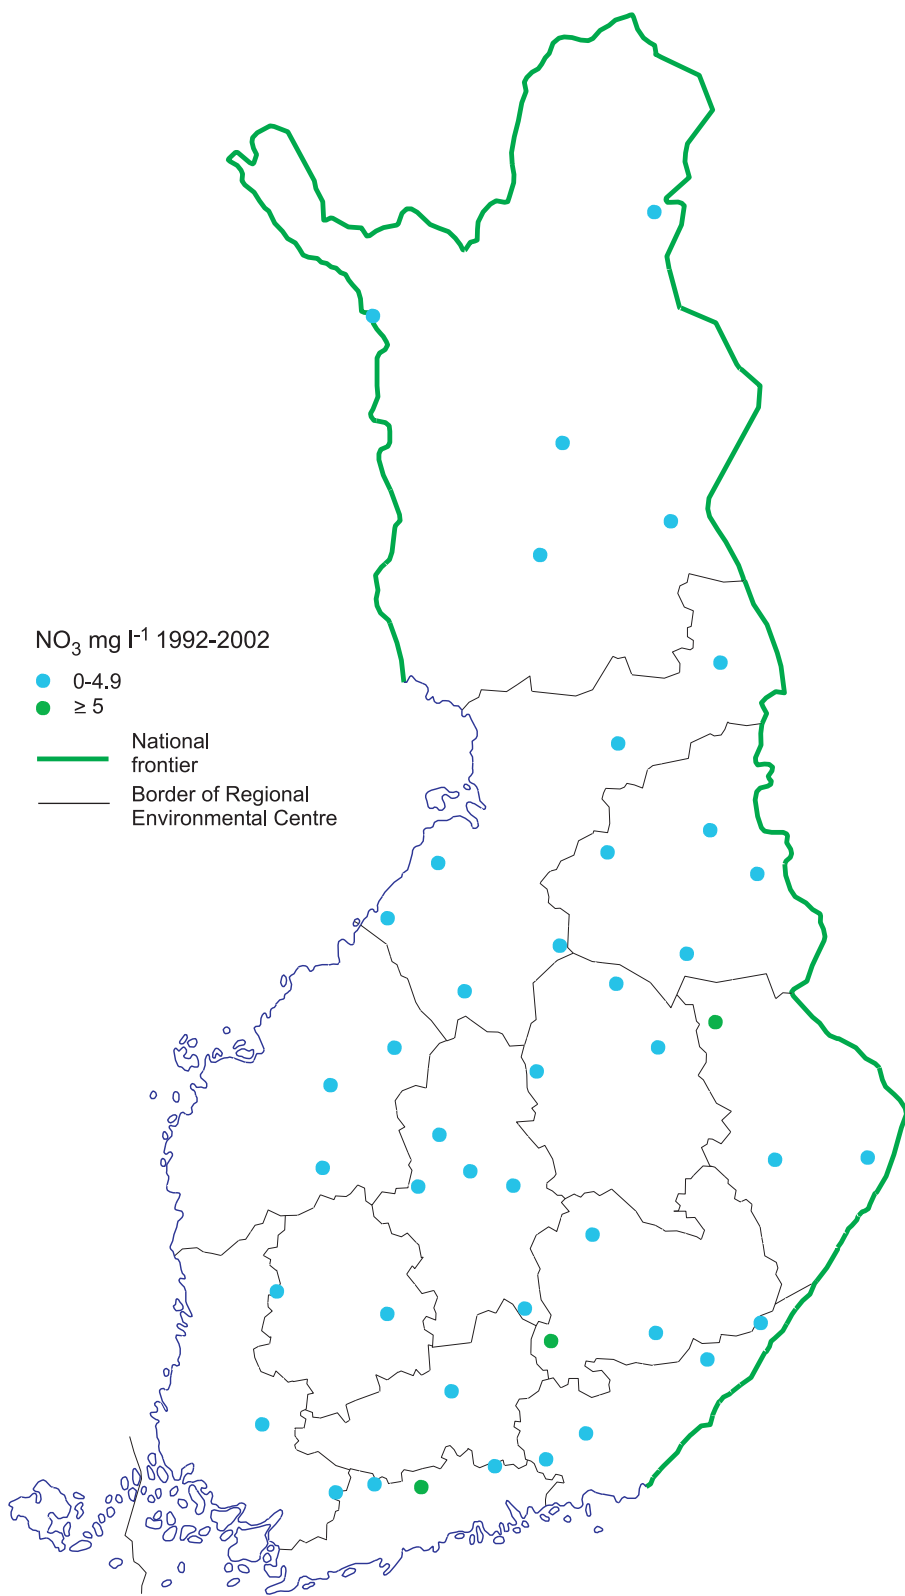 NO3 mg l-1 1992-2002
0-4.9
≥ 5
National
frontier
Border of Regional
Environmental Centre